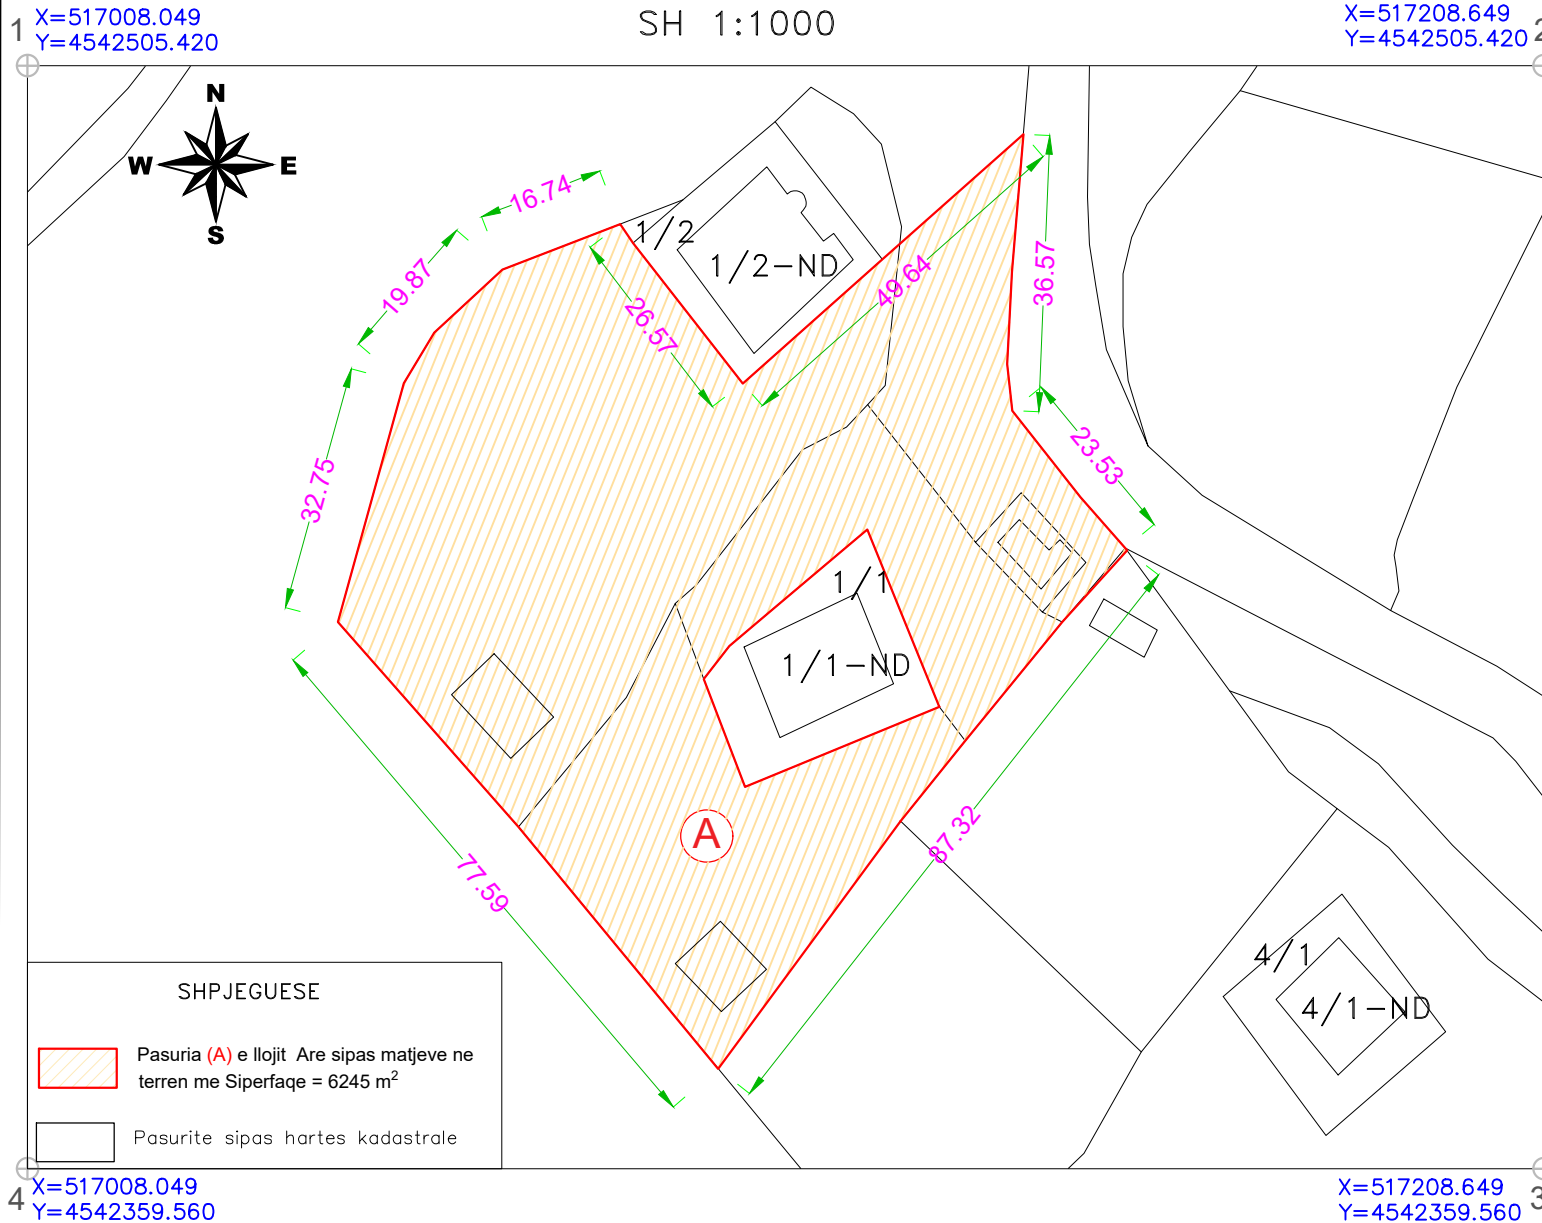 SH 1:1000
1
X=517008.049
Y=4542505.420
X=517208.649
Y=4542505.420
2
N
W
E
S
16.74
19.87
32.75
26.57
49.64
36.57
23.53
77.59
87.32
1/2
1/2-ND
1/1
1/1-ND
A
4/1
4/1-ND
SHPJEGUESE
Pasuria (A) e llojit Are sipas matjeve ne
terren me Siperfaqe = 6245 m²
Pasurite sipas hartes kadastrale
4
X=517008.049
Y=4542359.560
X=517208.649
Y=4542359.560
3